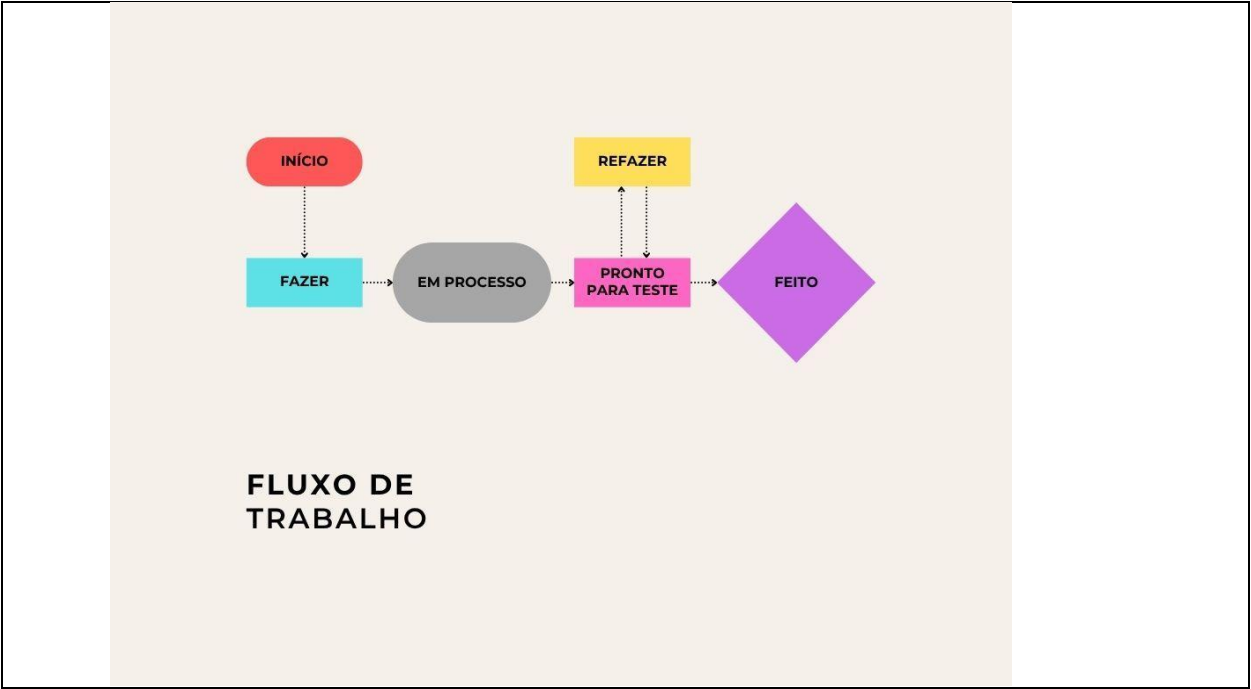 INÍCIO
REFAZER
FAZER
EM PROCESSO
PRONTO
PARA TESTE
FEITO
FLUXO DE
TRABALHO